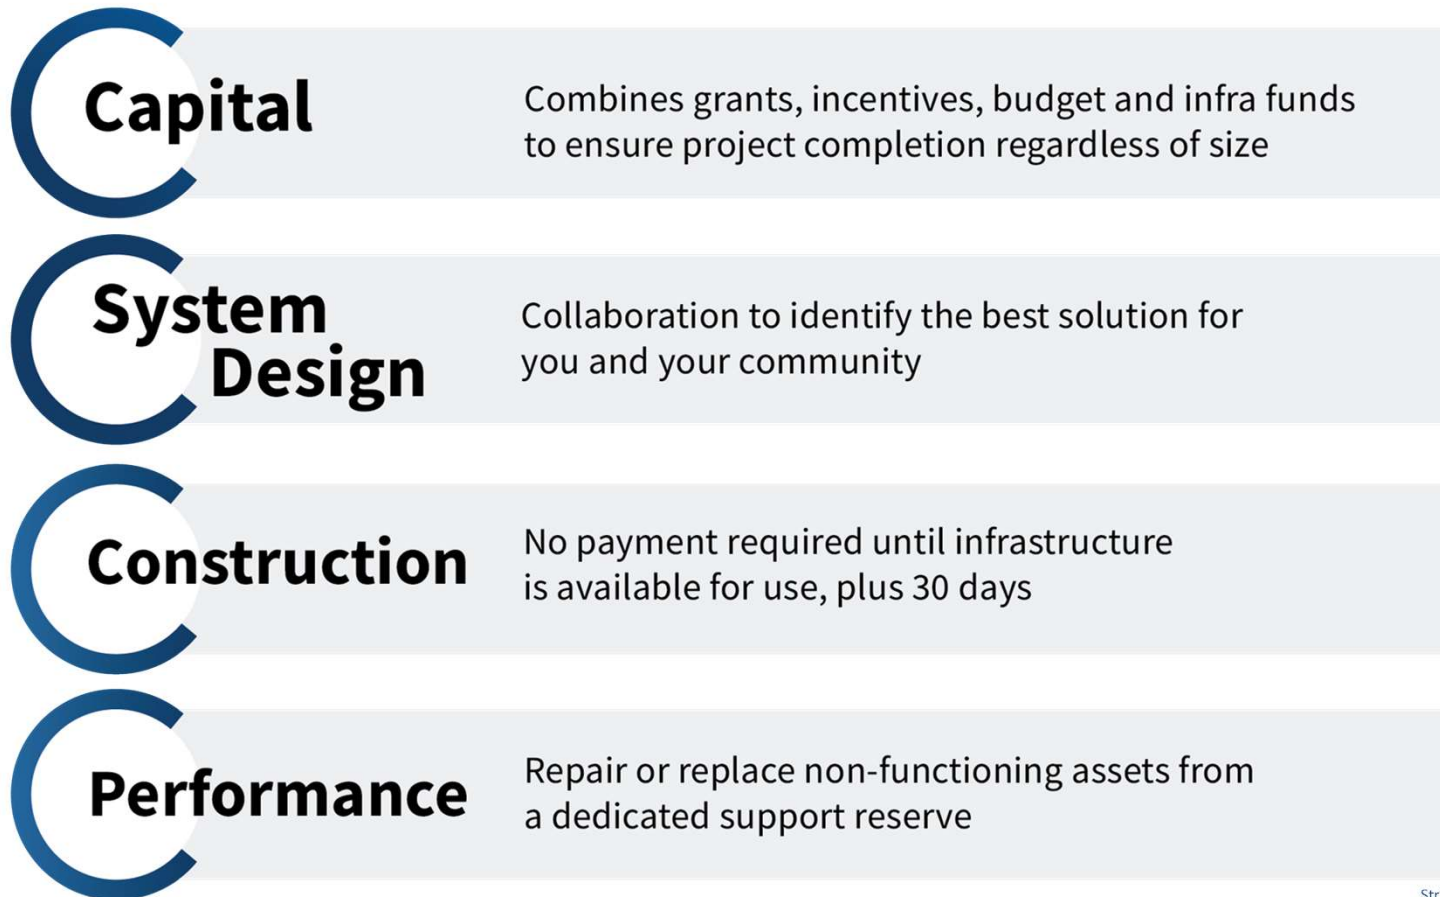 Capital
Combines grants, incentives, budget and infra funds
to ensure project completion regardless of size
System
Design
Collaboration to identify the best solution for
you and your community
Construction
No payment required until infrastructure
is available for use, plus 30 days
Performance
Repair or replace non-functioning assets from
a dedicated support reserve